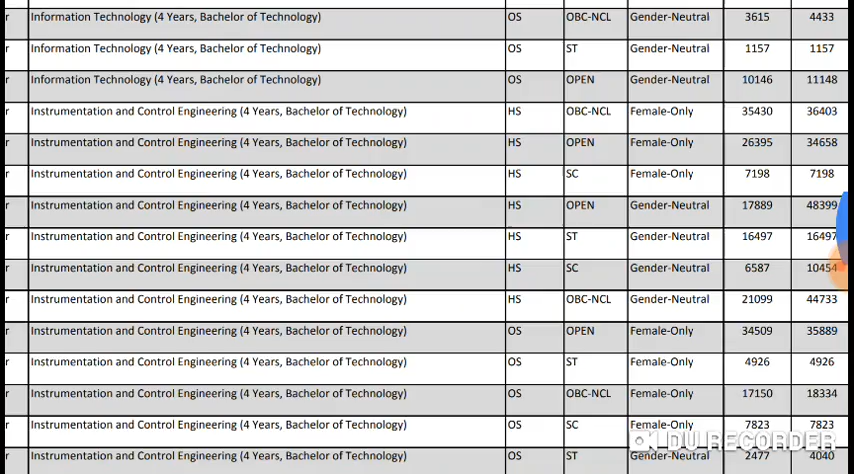 r Information Technology (4 Years, Bachelor of Technology) OS OBC-NCL Gender-Neutral 3615 4433
r Information Technology (4 Years, Bachelor of Technology) OS ST Gender-Neutral 1157 1157
r Information Technology (4 Years, Bachelor of Technology) OS OPEN Gender-Neutral 10146 11148
r Instrumentation and Control Engineering (4 Years, Bachelor of Technology) HS OBC-NCL Female-Only 35430 36403
r Instrumentation and Control Engineering (4 Years, Bachelor of Technology) HS OPEN Female-Only 26395 34658
r Instrumentation and Control Engineering (4 Years, Bachelor of Technology) HS SC Female-Only 7198 7198
r Instrumentation and Control Engineering (4 Years, Bachelor of Technology) HS OPEN Gender-Neutral 17889 48399
r Instrumentation and Control Engineering (4 Years, Bachelor of Technology) HS ST Gender-Neutral 16497 16497
r Instrumentation and Control Engineering (4 Years, Bachelor of Technology) HS SC Gender-Neutral 6587 10454
r Instrumentation and Control Engineering (4 Years, Bachelor of Technology) HS OBC-NCL Gender-Neutral 21099 44733
r Instrumentation and Control Engineering (4 Years, Bachelor of Technology) OS OPEN Female-Only 34509 35889
r Instrumentation and Control Engineering (4 Years, Bachelor of Technology) OS ST Female-Only 4926 4926
r Instrumentation and Control Engineering (4 Years, Bachelor of Technology) OS OBC-NCL Female-Only 17150 18334
r Instrumentation and Control Engineering (4 Years, Bachelor of Technology) OS SC Female-Only 7823 7823
DU RECORDER
r Instrumentation and Control Engineering (4 Years, Bachelor of Technology) OS ST Gender-Neutral 2477 4040